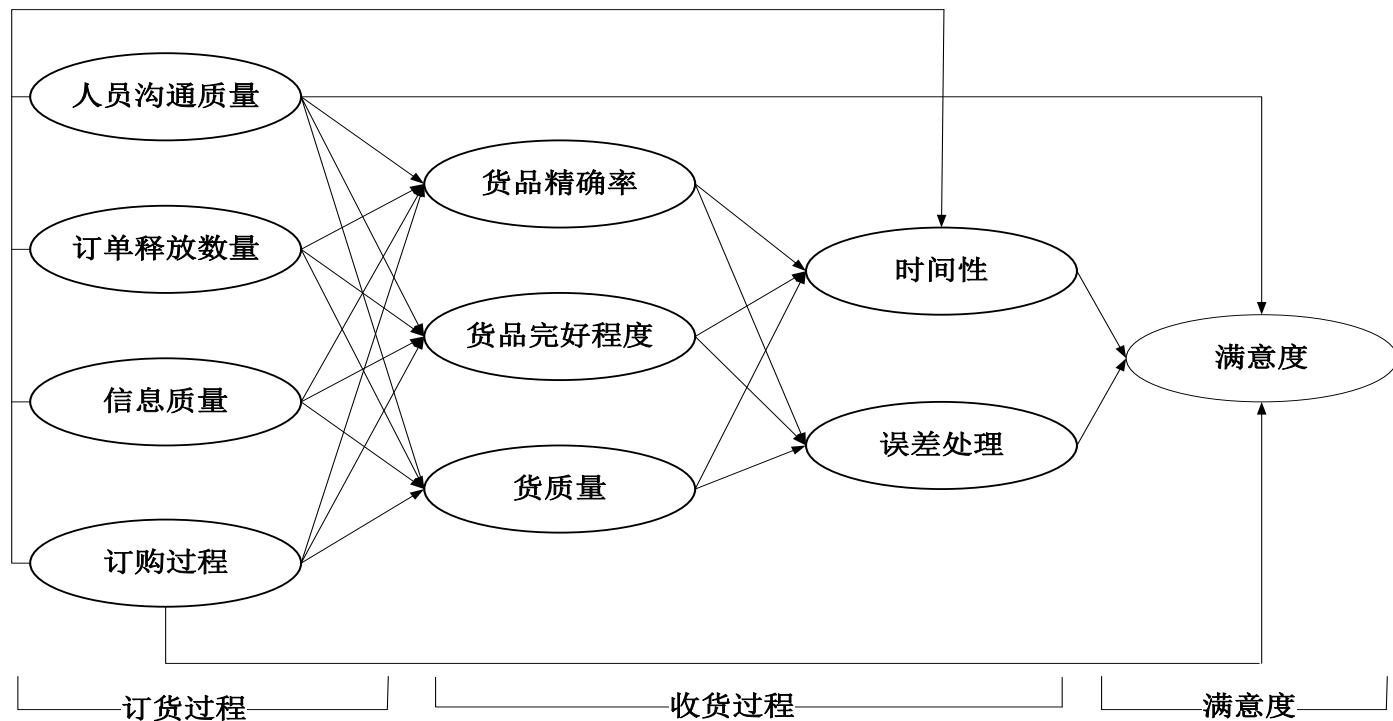 人员沟通质量
订单释放数量
信息质量
订购过程
货品精确率
货品完好程度
货质量
时间性
误差处理
满意度
订货过程
收货过程
满意度